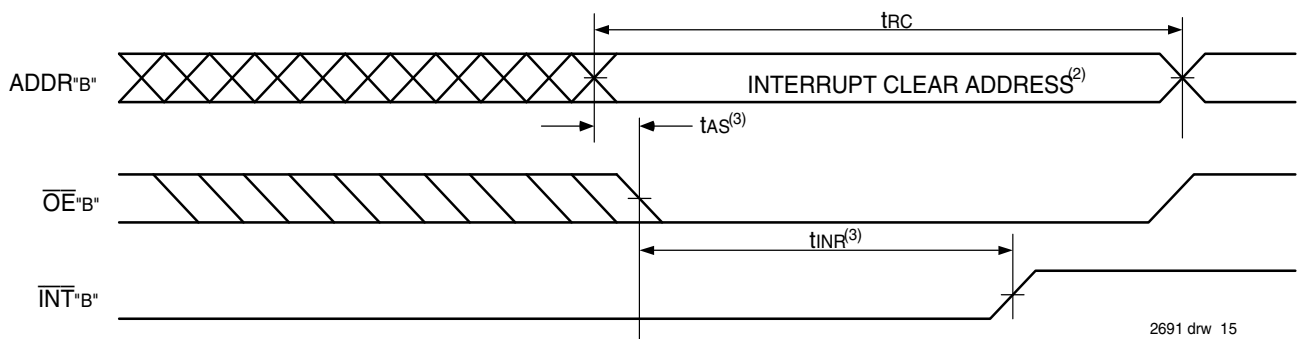 tRC
ADDR"B"
INTERRUPT CLEAR ADDRESS(2)
tAS(3)
OE"B"
tINR(3)
INT"B"
2691 drw 15